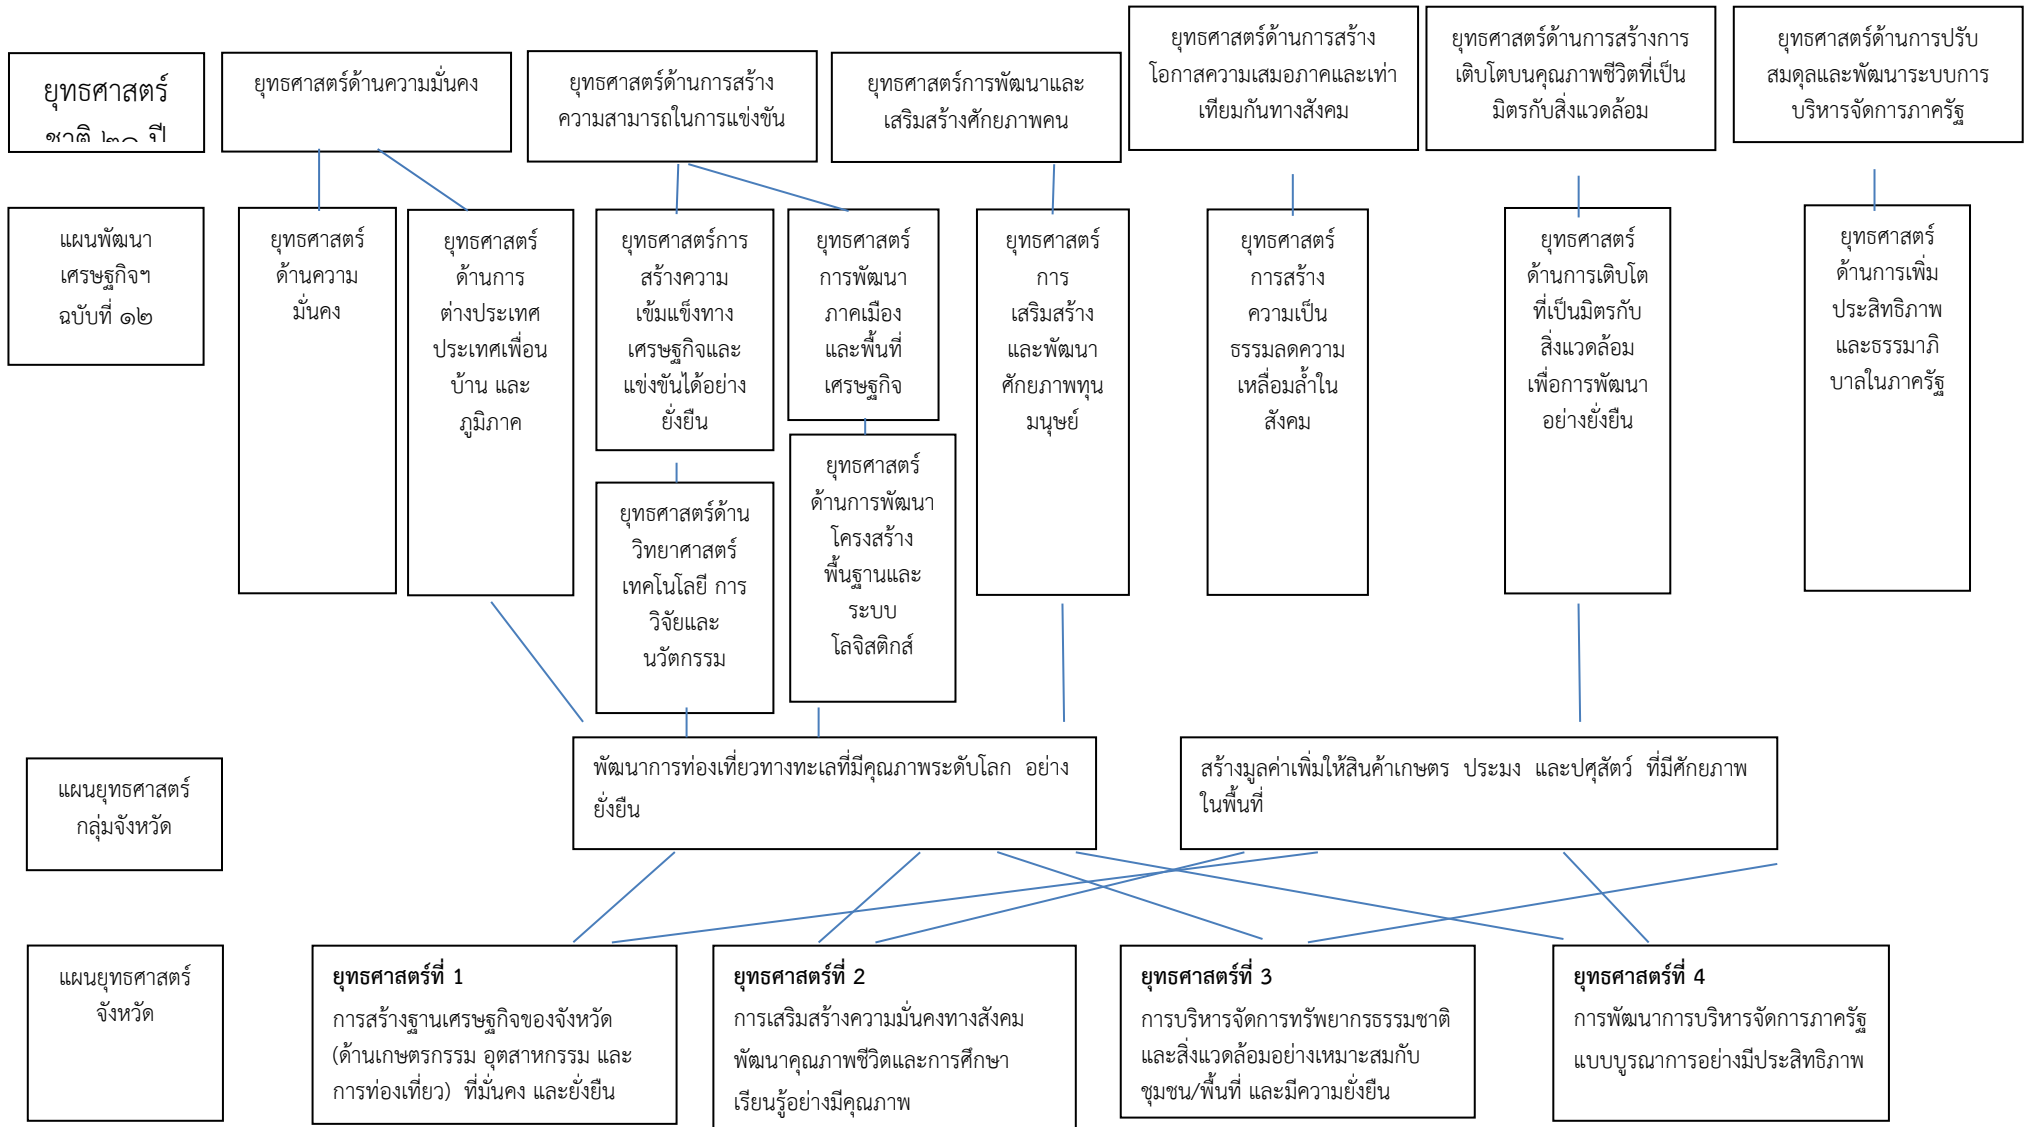 ยุทธศาสตร์
ชาติ ๒๐ ปี
ยุทธศาสตร์ด้านความมั่นคง
ยุทธศาสตร์ด้านการสร้าง
ความสามารถในการแข่งขัน
ยุทธศาสตร์การพัฒนาและ
เสริมสร้างศักยภาพคน
ยุทธศาสตร์ด้านการสร้าง
โอกาสความเสมอภาคและเท่า
เทียมกันทางสังคม
ยุทธศาสตร์ด้านการสร้างการ
เติบโตบนคุณภาพชีวิตที่เป็น
มิตรกับสิ่งแวดล้อม
ยุทธศาสตร์ด้านการปรับ
สมดุลและพัฒนาระบบการ
บริหารจัดการภาครัฐ
แผนพัฒนา
เศรษฐกิจฯ
ฉบับที่ ๑๒
ยุทธศาสตร์
ด้านความ
มั่นคง
ยุทธศาสตร์
ด้านการ
ต่างประเทศ
ประเทศเพื่อน
บ้าน และ
ภูมิภาค
ยุทธศาสตร์การ
สร้างความ
เข้มแข็งทาง
เศรษฐกิจและ
แข่งขันได้อย่าง
ยั่งยืน
ยุทธศาสตร์
การพัฒนา
ภาคเมือง
และพื้นที่
เศรษฐกิจ
ยุทธศาสตร์
การ
เสริมสร้าง
และพัฒนา
ศักยภาพทุน
มนุษย์
ยุทธศาสตร์
การสร้าง
ความเป็น
ธรรมลดความ
เหลื่อมล้ำใน
สังคม
ยุทธศาสตร์
ด้านการเติบโต
ที่เป็นมิตรกับ
สิ่งแวดล้อม
เพื่อการพัฒนา
อย่างยั่งยืน
ยุทธศาสตร์
ด้านการเพิ่ม
ประสิทธิภาพ
และธรรมาภิ
บาลในภาครัฐ
ยุทธศาสตร์ด้าน
วิทยาศาสตร์
เทคโนโลยี การ
วิจัยและ
นวัตกรรม
ยุทธศาสตร์
ด้านการพัฒนา
โครงสร้าง
พื้นฐานและ
ระบบ
โลจิสติกส์
แผนยุทธศาสตร์
กลุ่มจังหวัด
พัฒนาการท่องเที่ยวทางทะเลที่มีคุณภาพระดับโลก อย่าง
ยั่งยืน
สร้างมูลค่าเพิ่มให้สินค้าเกษตร ประมง และปศุสัตว์ ที่มีศักยภาพ
ในพื้นที่
แผนยุทธศาสตร์
จังหวัด
ยุทธศาสตร์ที่ 1
การสร้างฐานเศรษฐกิจของจังหวัด
(ด้านเกษตรกรรม อุตสาหกรรม และ
การท่องเที่ยว) ที่มั่นคง และยั่งยืน
ยุทธศาสตร์ที่ 2
การเสริมสร้างความมั่นคงทางสังคม
พัฒนาคุณภาพชีวิตและการศึกษา
เรียนรู้อย่างมีคุณภาพ
ยุทธศาสตร์ที่ 3
การบริหารจัดการทรัพยากรธรรมชาติ
และสิ่งแวดล้อมอย่างเหมาะสมกับ
ชุมชน/พื้นที่ และมีความยั่งยืน
ยุทธศาสตร์ที่ 4
การพัฒนาการบริหารจัดการภาครัฐ
แบบบูรณาการอย่างมีประสิทธิภาพ